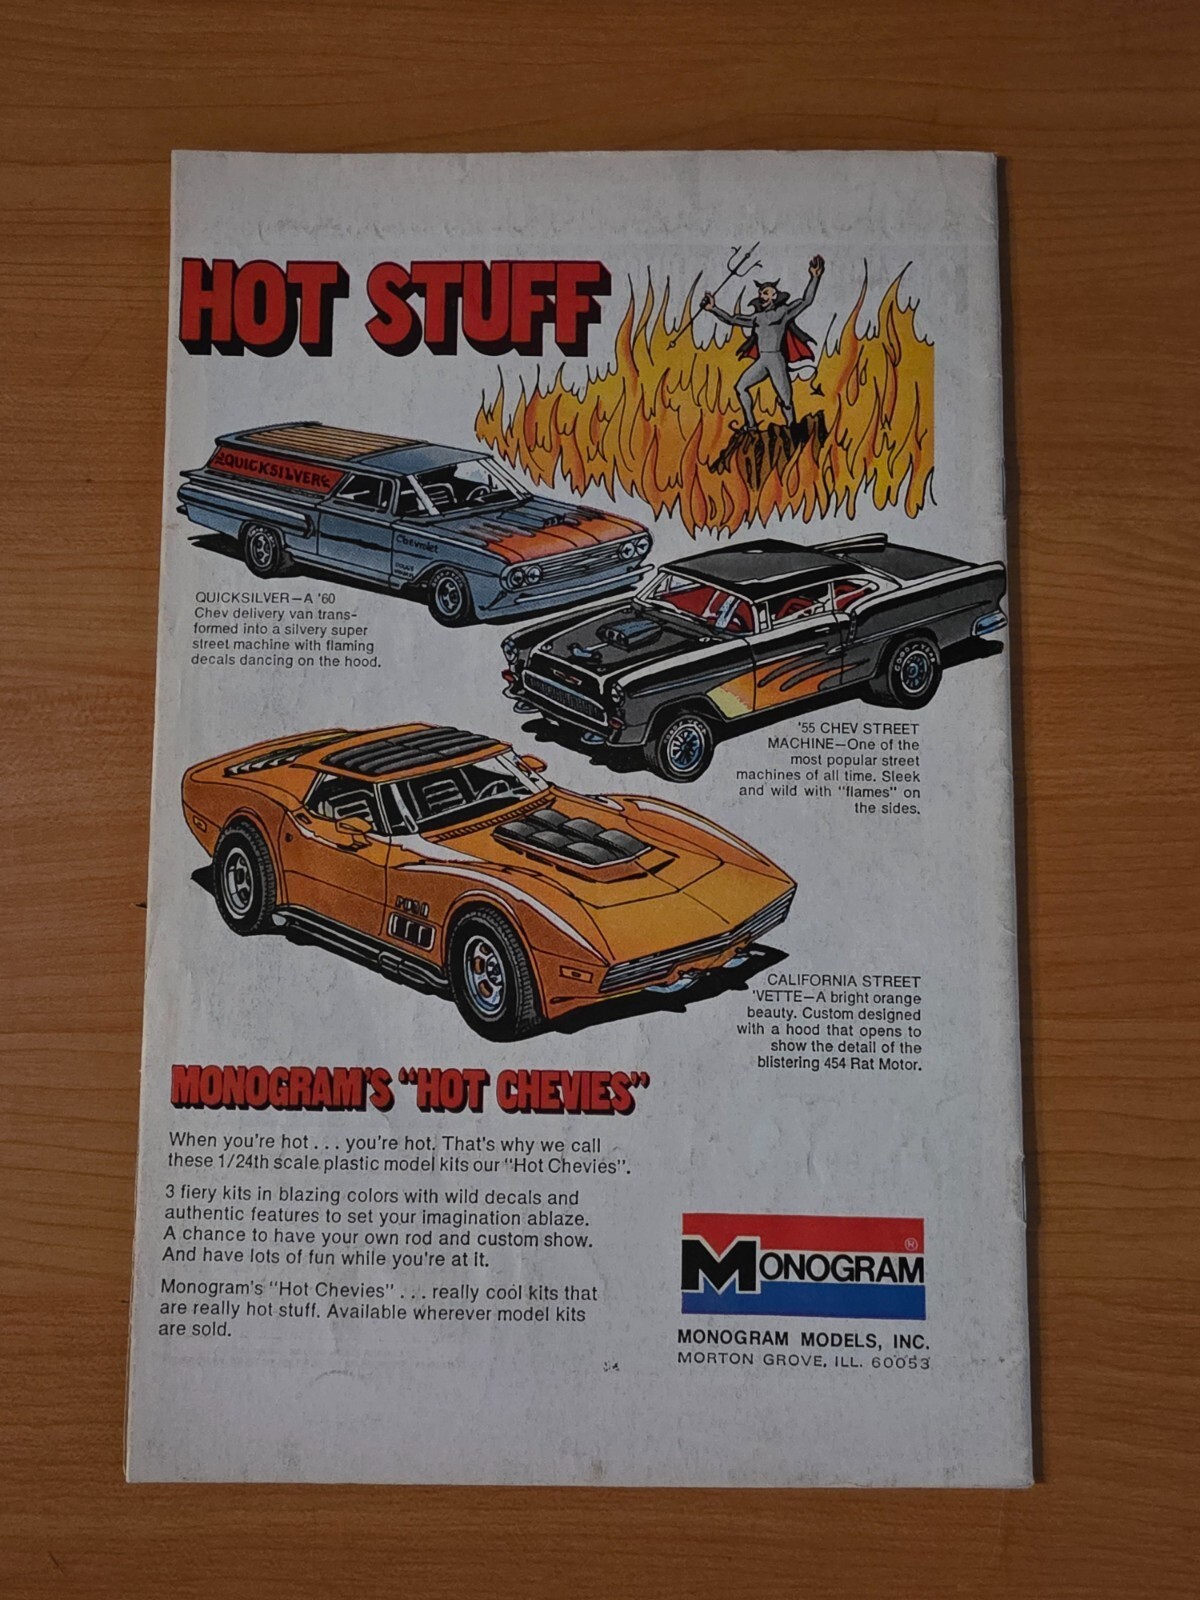 HOT STUFF
QUICKSILVER
Chevrolet
QUICKSILVER—A '60
Chev delivery van trans-
formed into a silvery super
street machine with flaming
decals dancing on the hood.
'55 CHEV STREET
MACHINE—One of the
most popular street
machines of all time. Sleek
and wild with "flames" on
the sides.
CALIFORNIA STREET
'VETTE—A bright orange
beauty. Custom designed
with a hood that opens to
show the detail of the
blistering 454 Rat Motor.
MONOGRAM'S "HOT CHEVIES"
When you're hot . . . you're hot. That's why we call
these 1/24th scale plastic model kits our "Hot Chevies".
3 fiery kits in blazing colors with wild decals and
authentic features to set your imagination ablaze.
A chance to have your own rod and custom show.
And have lots of fun while you're at it.
Monogram's "Hot Chevies" . . . really cool kits that
are really hot stuff. Available wherever model kits
are sold.
MONOGRAM ®
MONOGRAM MODELS, INC.
MORTON GROVE, ILL. 60053